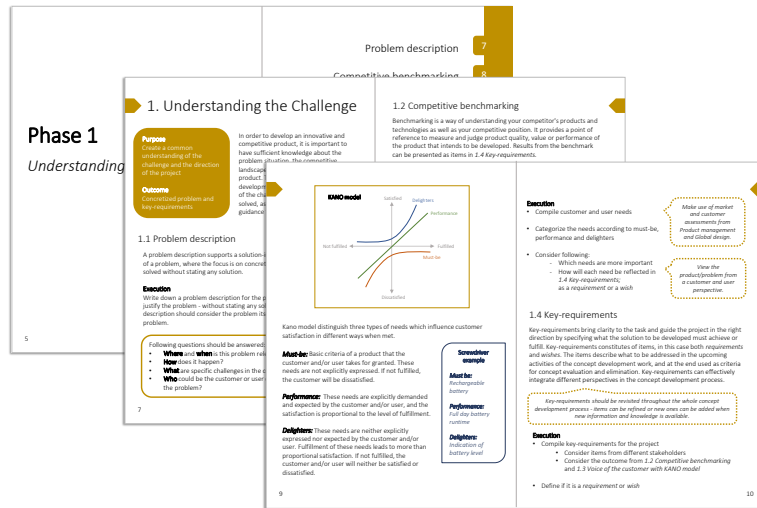 Problem description 7
Competitive benchmarking 8
Phase 1
Understanding
5
1. Understanding the Challenge
Purpose
Create a common
understanding of the
challenge and the direction
of the project
Outcome
Concretized problem and
key-requirements
In order to develop an innovative and
competitive product, it is important to
have sufficient knowledge about the
problem situation, the competitive
landscape
product. 
developm
of the cha
solved, as
guidance
1.1 Problem description
A problem description supports a solution-
of a problem, where the focus is on concret
solved without stating any solution.
Execution
Write down a problem description for the p
justify the problem - without stating any so
description should consider the problem its
problem.
Following questions should be answered:
• Where and when is this problem rele
• How does it happen?
• What are specific challenges in the c
• Who could be the customer or user
the problem?
7
1.2 Competitive benchmarking
Benchmarking is a way of understanding your competitor's products and
technologies as well as your competitive position. It provides a point of
reference to measure and judge product quality, value or performance of
the product that intends to be developed. Results from the benchmark
can be presented as items in 1.4 Key-requirements.
KANO model
Satisfied
Delighters
Performance
Not fulfilled
Fulfilled
Must be
Dissatisfied
Kano model distinguish three types of needs which influence customer
satisfaction in different ways when met.
Must-be: Basic criteria of a product that the
customer and/or user takes for granted. These
needs are not explicitly expressed. If not fulfilled,
the customer will be dissatisfied.
Performance: These needs are explicitly demanded
and expected by the customer and/or user, and the
satisfaction is proportional to the level of fulfillment.
Delighters: These needs are neither explicitly
expressed nor expected by the customer and/or
user. Fulfillment of these needs leads to more than
proportional satisfaction. If not fulfilled, the
customer and/or user will neither be satisfied or
dissatisfied.
Screwdriver
example
Must be:
Rechargeable
battery
Performance:
Full day battery
runtime
Delighters:
Indication of
battery level
9
Execution
• Compile customer and user needs
• Categorize the needs according to must-be,
performance and delighters
• Consider following:
- Which needs are more important
- How will each need be reflected in
1.4 Key-requirements;
as a requirement or a wish
Make use of market
and customer
assessments from
Product management
and Global design.
View the
product/problem from
a customer and user
perspective.
1.4 Key-requirements
Key-requirements bring clarity to the task and guide the project in the right
direction by specifying what the solution to be developed must achieve or
fulfill. Key-requirements constitutes of items, in this case both requirements
and wishes. The items describe what to be addressed in the upcoming
activities of the concept development work, and at the end used as criteria
for concept evaluation and elimination. Key-requirements can effectively
integrate different perspectives in the concept development process.
Key-requirements should be revisited throughout the whole concept
development process - items can be refined or new ones can be added when
new information and knowledge is available.
Execution
• Compile key-requirements for the project
• Consider items from different stakeholders
• Consider the outcome from 1.2 Competitive benchmarking
and 1.3 Voice of the customer with KANO model
• Define if it is a requirement or wish
10